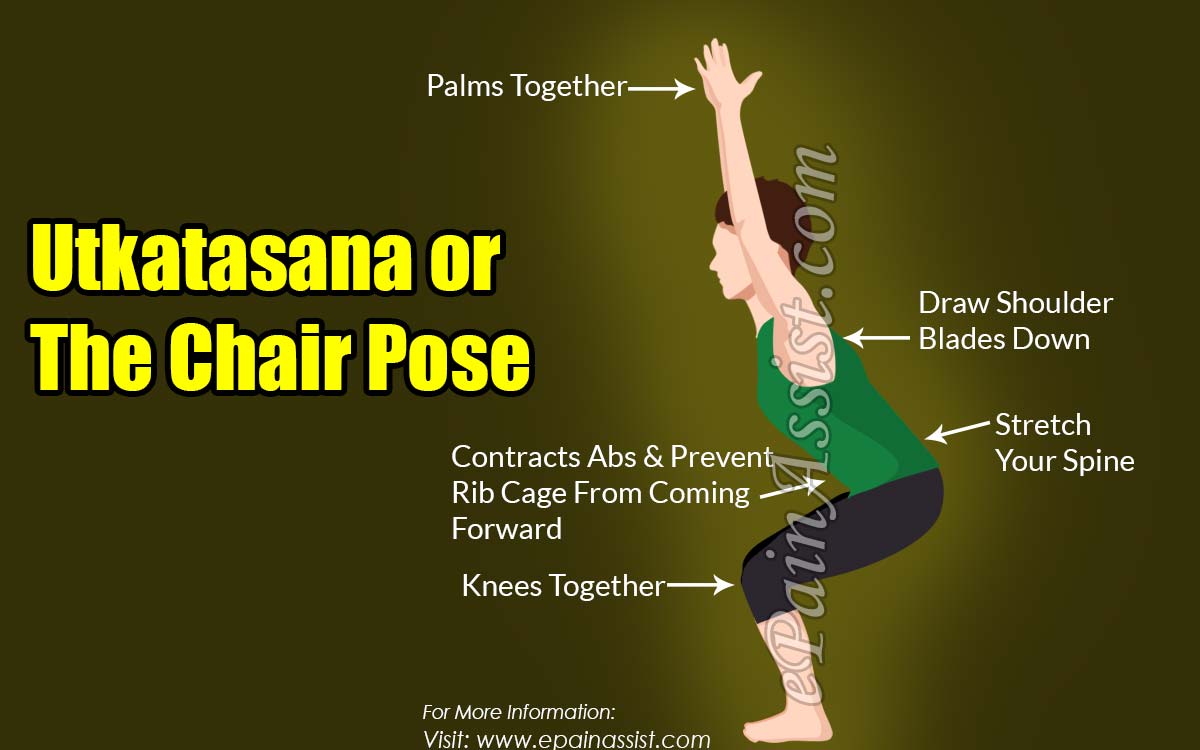 Palms Together
Utkatasana or
The Chair Pose
Draw Shoulder
Blades Down
Stretch
Your Spine
Contracts Abs & Prevent
Rib Cage From Coming
Forward
Knees Together
ePainAssist.com
For More Information:
Visit: www.epainassist.com